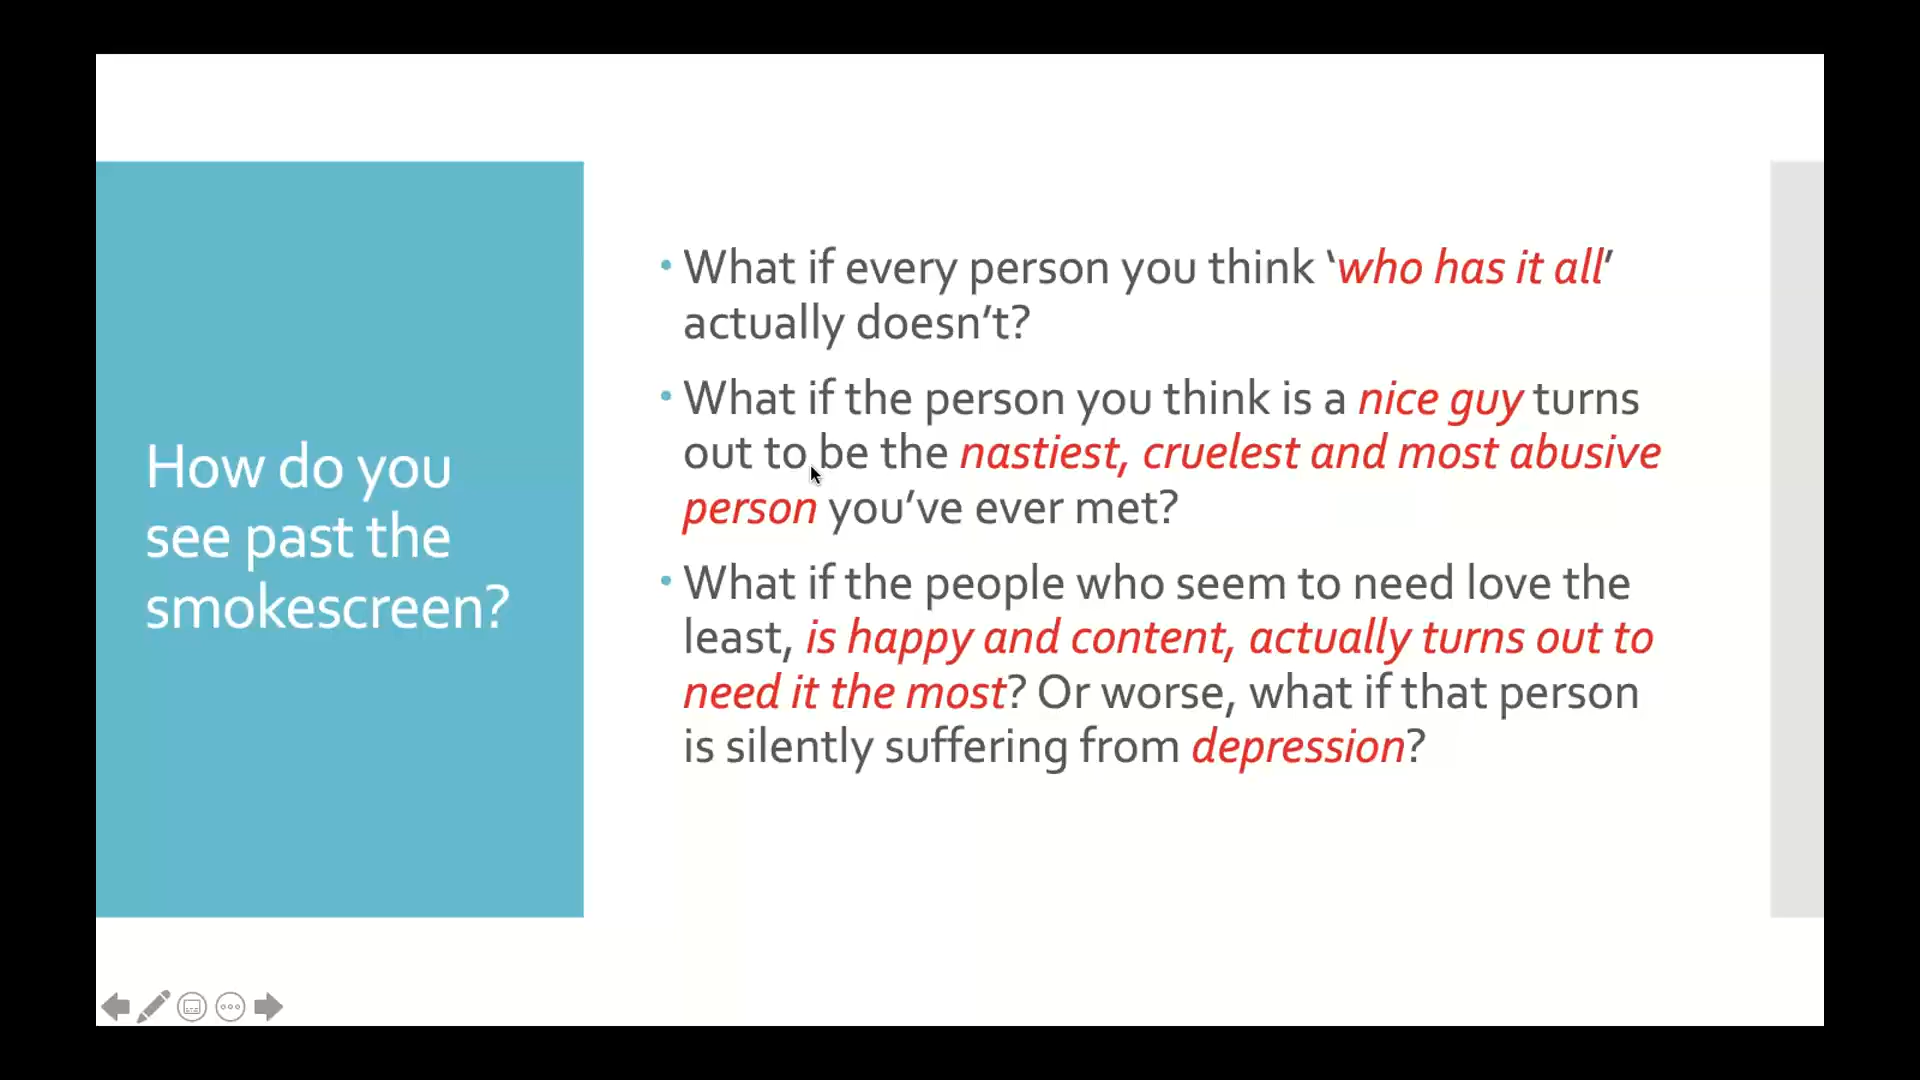 How do you
see past the
smokescreen?
• What if every person you think ‘who has it all’
actually doesn’t?
• What if the person you think is a nice guy turns
out to be the nastiest, cruelest and most abusive
person you’ve ever met?
• What if the people who seem to need love the
least, is happy and content, actually turns out to
need it the most? Or worse, what if that person
is silently suffering from depression?